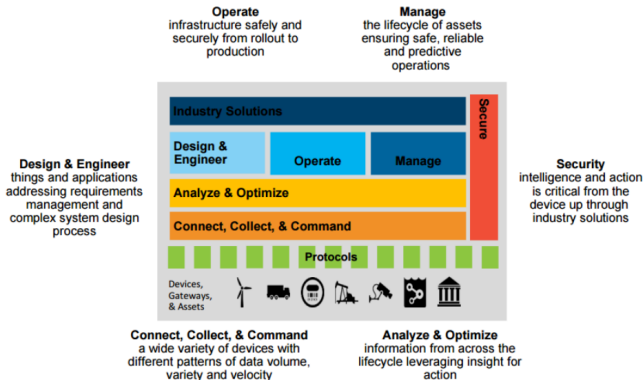 Operate
infrastructure safely and
securely from rollout to
production
Manage
the lifecycle of assets
ensuring safe, reliable
and predictive
operations
Design & Engineer
things and applications
addressing requirements
management and
complex system design
process
Industry Solutions
Design &
Engineer
Operate
Manage
Analyze & Optimize
Connect, Collect, & Command
Secure
Protocols
Devices,
Gateways,
& Assets
Security
intelligence and action
is critical from the
device up through
industry solutions
Connect, Collect, & Command
a wide variety of devices with
different patterns of data volume,
variety and velocity
Analyze & Optimize
information from across the
lifecycle leveraging insight for
action